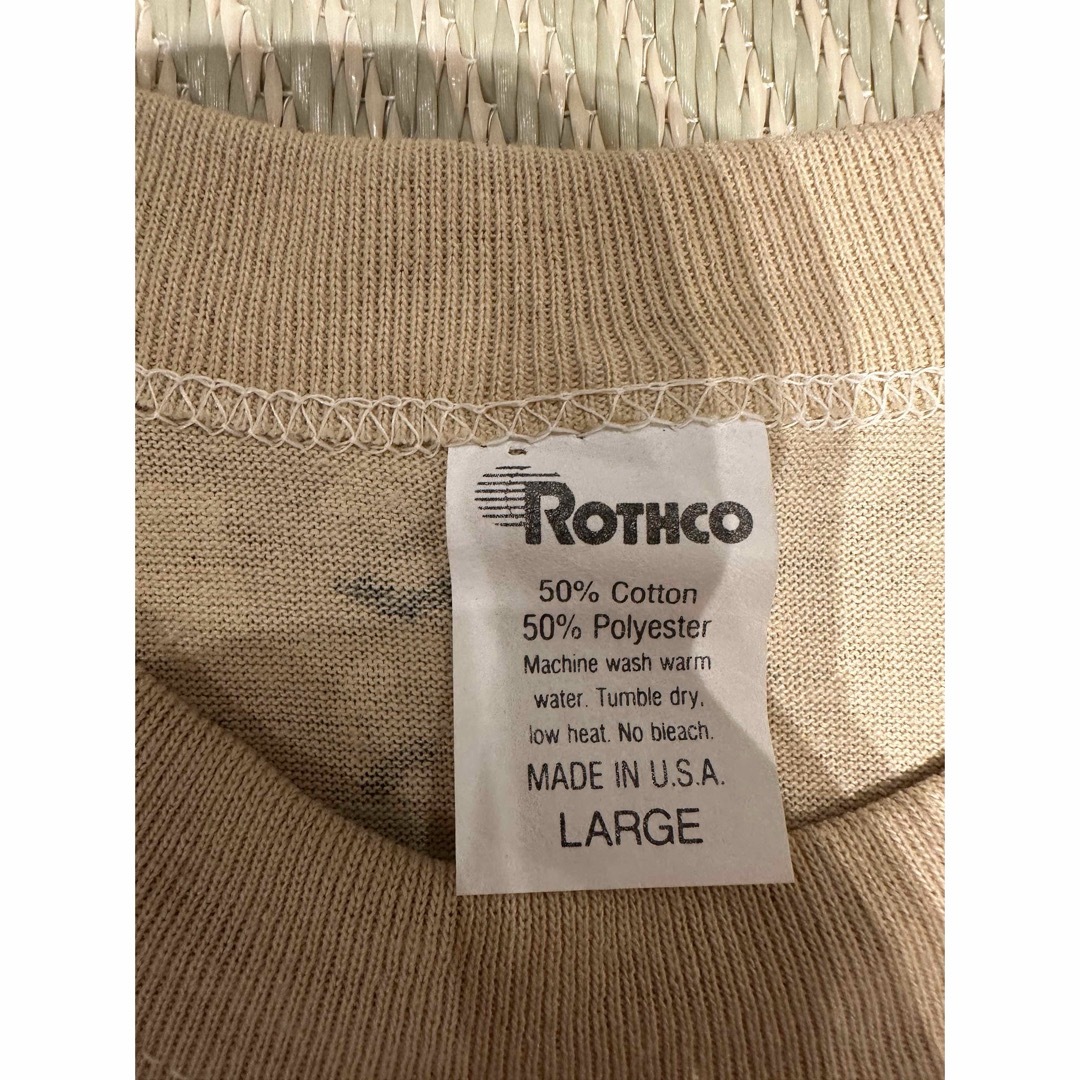 ROTHCO
50% Cotton
50% Polyester
Machine wash warm
water. Tumble dry,
low heat. No bleach.
MADE IN U.S.A.
LARGE